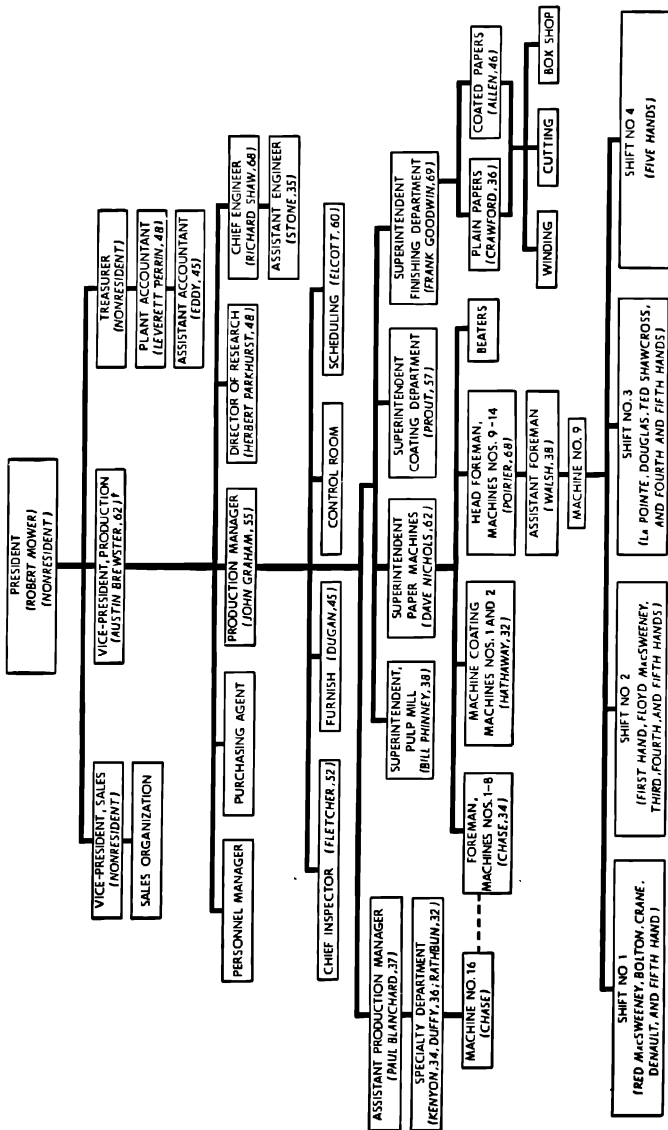 PRESIDENT
(ROBERT MOWER)
(NONRESIDENT)
VICE-PRESIDENT, SALES
(NONRESIDENT)
SALES ORGANIZATION
VICE-PRESIDENT, PRODUCTION
(AUSTIN BREWSTER, 62)†
TREASURER
(NONRESIDENT)
PLANT ACCOUNTANT
(LEVERETT PERRIN, 48)
ASSISTANT ACCOUNTANT
(EDDY, 45)
PERSONNEL MANAGER
PURCHASING AGENT
PRODUCTION MANAGER
(JOHN GRAHAM, 55)
DIRECTOR OF RESEARCH
(HERBERT PARKHURST, 48)
CHIEF ENGINEER
(RICHARD SHAW, 68)
ASSISTANT ENGINEER
(STONE, 35)
CHIEF INSPECTOR (FLETCHER, 52)
FURNISH (DUGAN, 45)
CONTROL ROOM
SCHEDULING (ELCOTT, 60)
ASSISTANT PRODUCTION MANAGER
(PAUL BLANCHARD, 37)
SPECIALTY DEPARTMENT
(KENYON, 34, DUFFY, 36; RATHBUN, 32)
MACHINE NO. 16
(CHASE)
SUPERINTENDENT,
PULP MILL
(BILL PHINNEY, 38)
SUPERINTENDENT
PAPER MACHINES
(DAVE NICHOLS, 62)
SUPERINTENDENT
COATING DEPARTMENT
(PROUT, 57)
SUPERINTENDENT
FINISHING DEPARTMENT
(FRANK GOODWIN, 69)
PLAIN PAPERS
(CRAWFORD, 36)
COATED PAPERS
(ALLEN, 46)
WINDING
CUTTING
BOX SHOP
FOREMAN,
MACHINES NOS. 1-8
(CHASE, 34)
MACHINE COATING
MACHINES NOS. 1 AND 2
(HATHAWAY, 32)
HEAD FOREMAN,
MACHINES NOS. 9-14
(POIRIER, 68)
BEATERS
ASSISTANT FOREMAN
(WALSH, 38)
MACHINE NO. 9
SHIFT NO 1
(RED MACSWEENEY, BOLTON, CRANE,
DENAULT, AND FIFTH HAND)
SHIFT NO 2
(FIRST HAND, FLOYD MACSWEENEY,
THIRD, FOURTH, AND FIFTH HANDS)
SHIFT NO. 3
(LA POINTE, DOUGLAS, TED SHAWCROSS,
AND FOURTH AND FIFTH HANDS)
SHIFT NO 4
(FIVE HANDS)